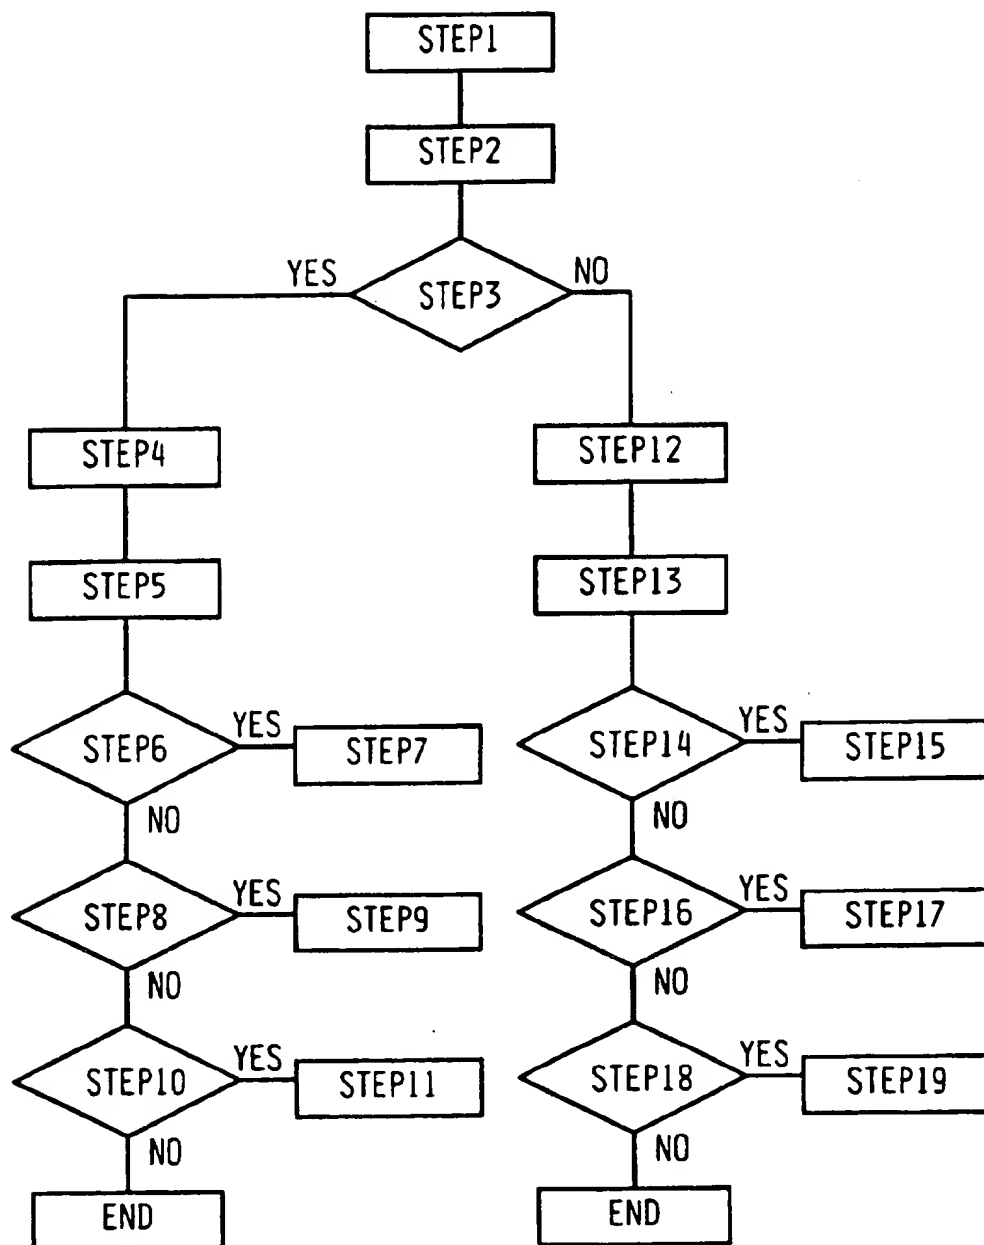 STEP1
STEP2
YES
NO
STEP3
STEP4
STEP12
STEP5
STEP13
STEP6
YES
STEP7
STEP14
YES
STEP15
NO
NO
STEP8
YES
STEP9
STEP16
YES
STEP17
NO
NO
STEP10
YES
STEP11
STEP18
YES
STEP19
NO
NO
END
END